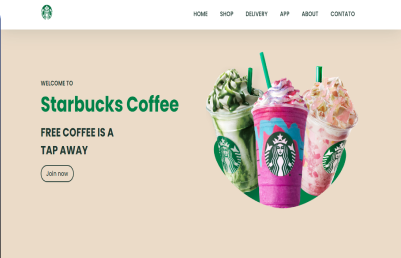 HOME SHOP DELIVERY APP ABOUT CONTATO
WELCOME TO
Starbucks Coffee
FREE COFFEE IS A
TAP AWAY
Join now